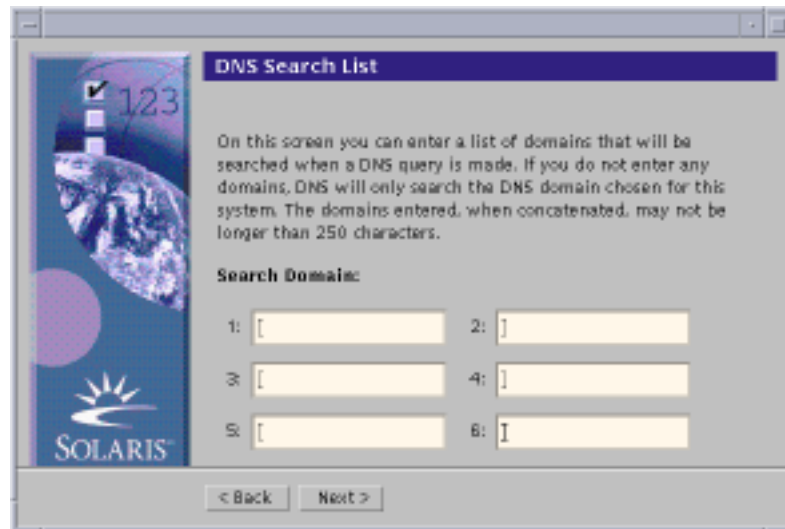 DNS Search List
123
On this screen you can enter a list of domains that will be
searched when a DNS query is made. If you do not enter any
domains, DNS will only search the DNS domain chosen for this
system. The domains entered, when concatenated, may not be
longer than 250 characters.
Search Domain:
1: [ 2: ]
3: [ 4: ]
5: [ 6: I
SOLARIS™
< Back Next >